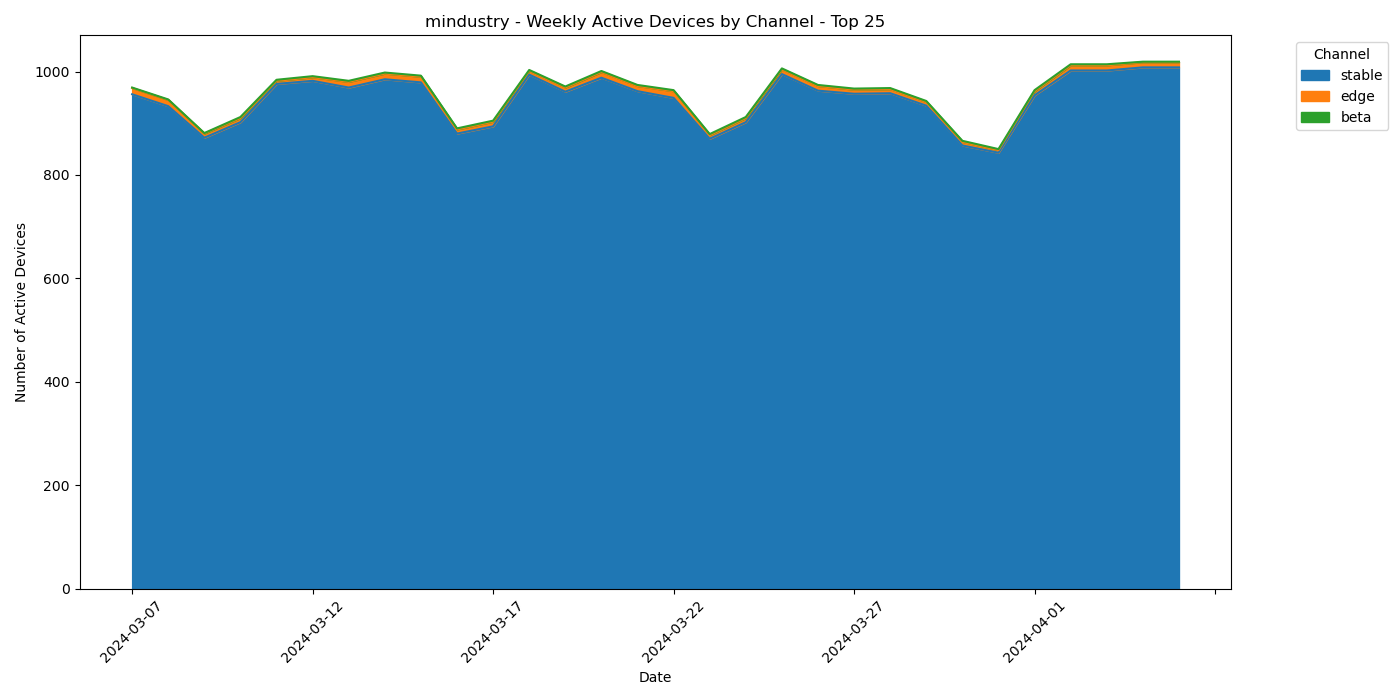 mindustry - Weekly Active Devices by Channel - Top 25
Channel
stable
edge
beta
Number of Active Devices
1000
800
600
400
200
0
2024-03-07
2024-03-12
2024-03-17
2024-03-22
2024-03-27
2024-04-01
Date